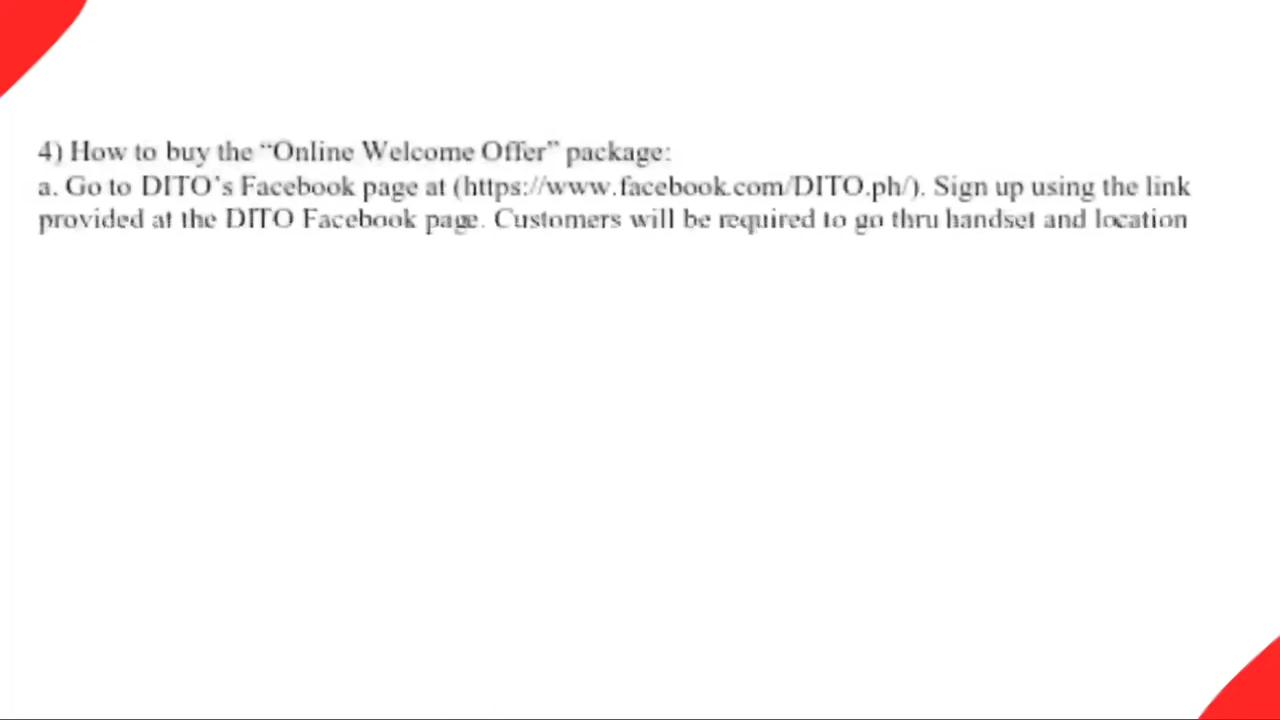 4) How to buy the “Online Welcome Offer” package:
a. Go to DITO’s Facebook page at (https://www.facebook.com/DITO.ph/). Sign up using the link
provided at the DITO Facebook page. Customers will be required to go thru handset and location